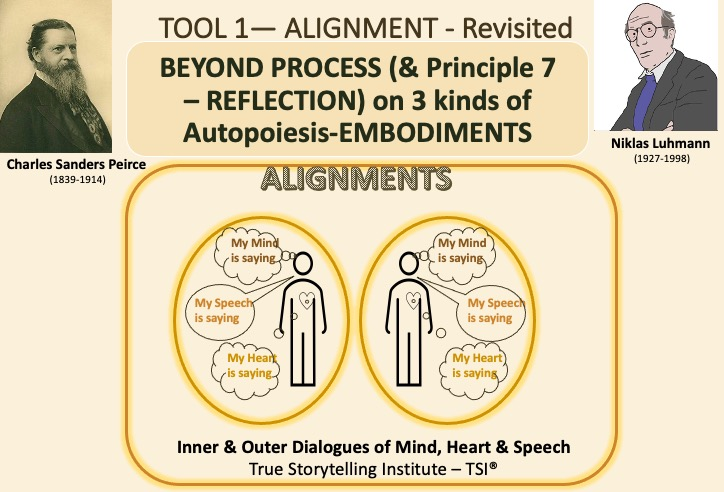 TOOL 1— ALIGNMENT - Revisited
BEYOND PROCESS (& Principle 7
– REFLECTION) on 3 kinds of
Autopoiesis-EMBODIMENTS
Charles Sanders Peirce
(1839-1914)
Niklas Luhmann
(1927-1998)
ALIGNMENTS
My Mind
is saying
My Speech
is saying
My Heart
is saying
My Mind
is saying
My Speech
is saying
My Heart
is saying
Inner & Outer Dialogues of Mind, Heart & Speech
True Storytelling Institute – TSI®